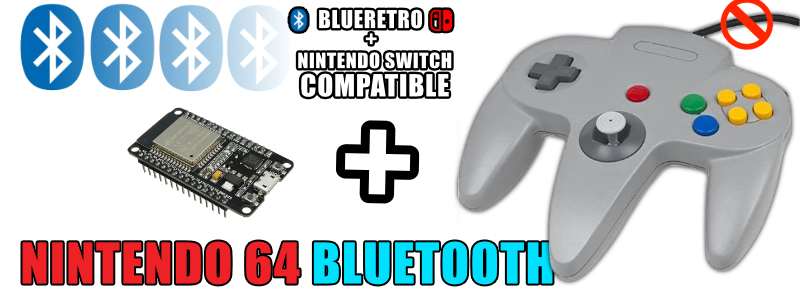 BLUERETRO
+
NINTENDO SWITCH
COMPATIBLE
NINTENDO 64 BLUETOOTH